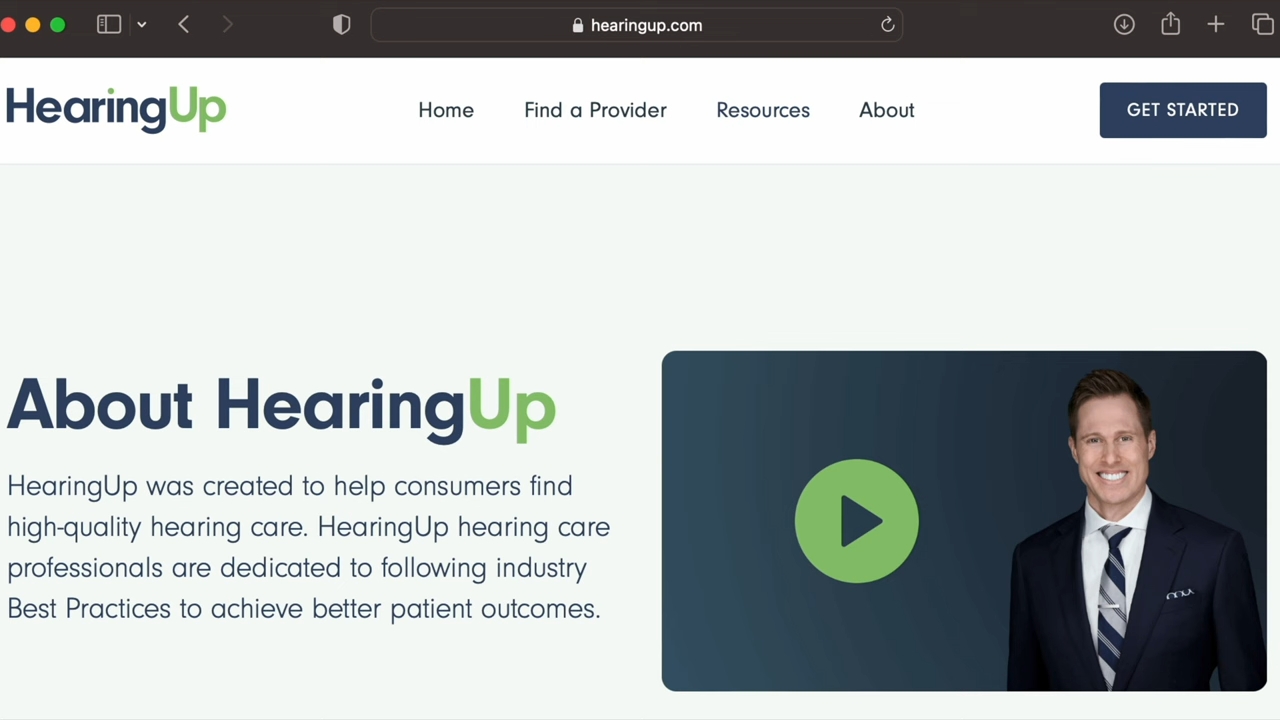 hearingup.com
HearingUp
Home
Find a Provider
Resources
About
GET STARTED
About HearingUp
HearingUp was created to help consumers find
high-quality hearing care. HearingUp hearing care
professionals are dedicated to following industry
Best Practices to achieve better patient outcomes.